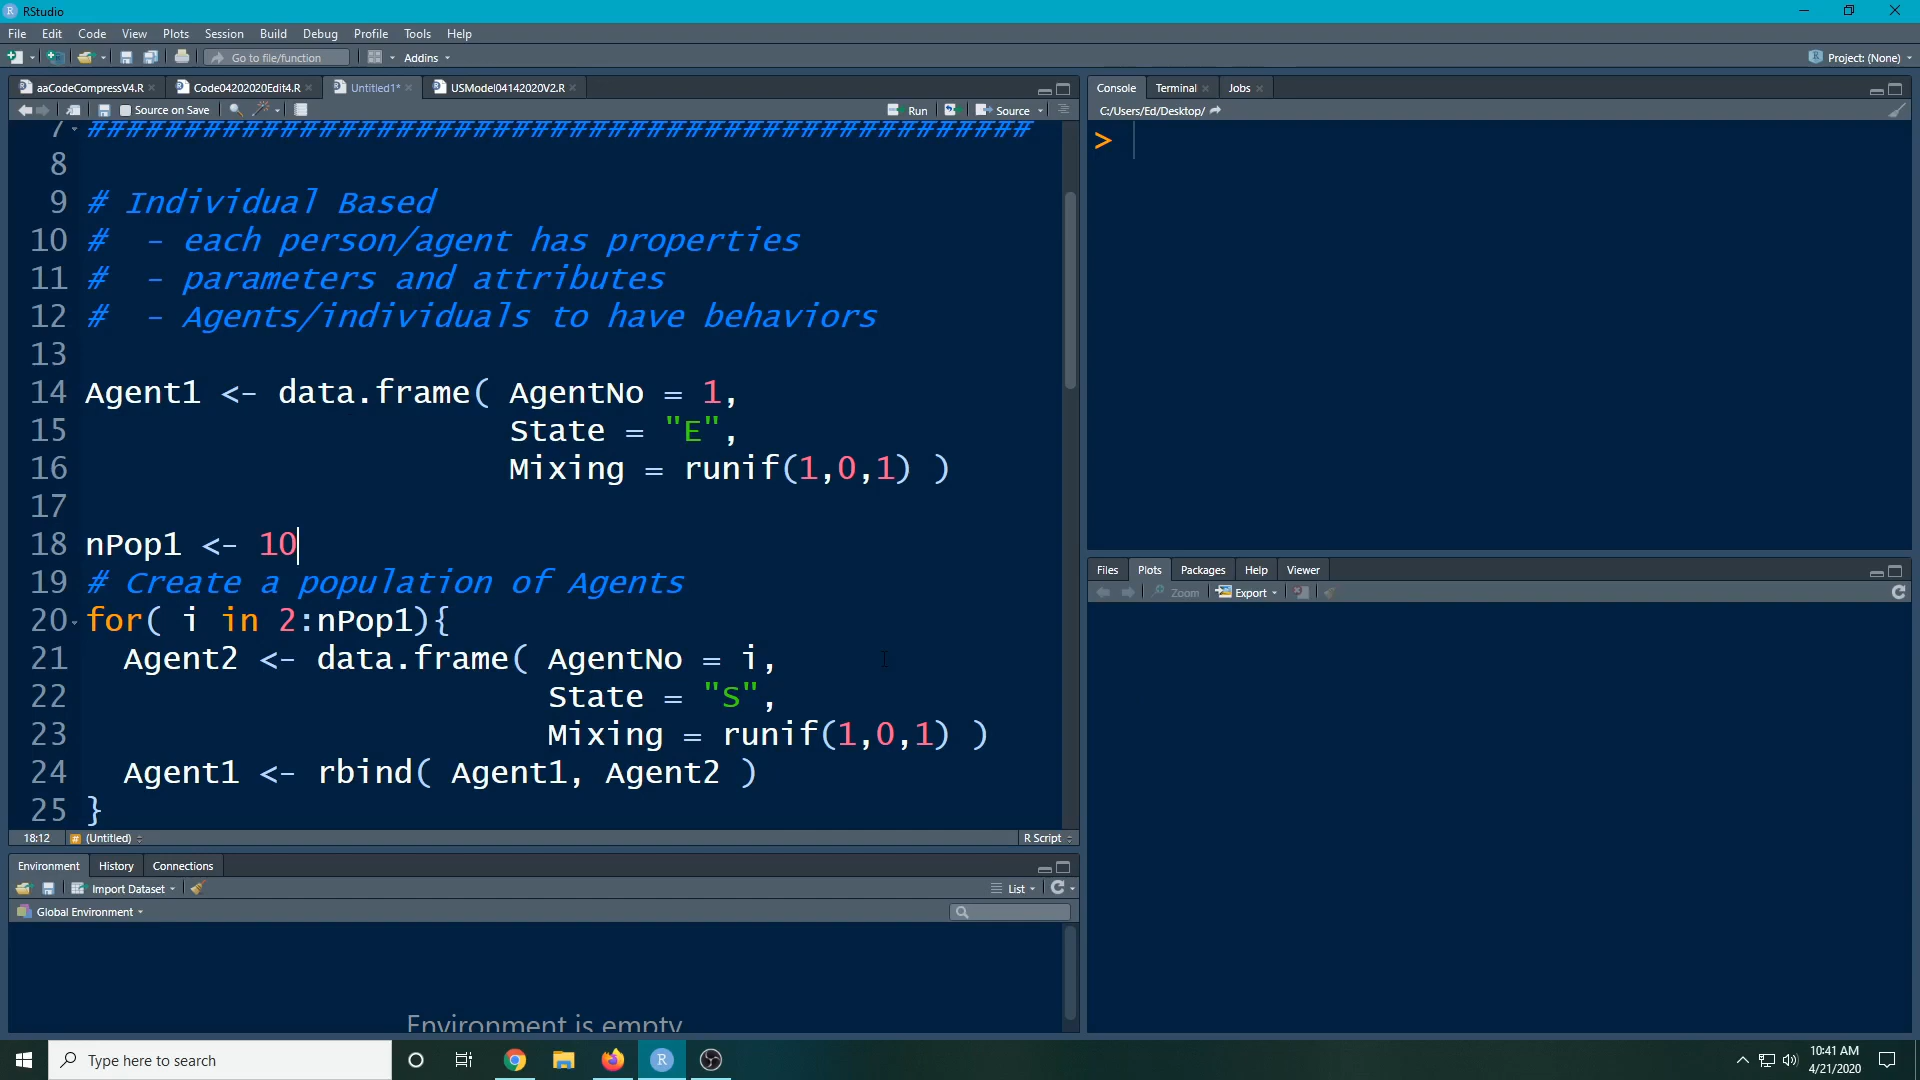 RStudio
File Edit Code View Plots Session Build Debug Profile Tools Help
Go to file/function Addins Project: (None)
aaCodeCompressV4.R Code04202020Edit4.R Untitled1* USModel04142020V2.R
Source on Save Run Source
7 #################################################
8
9 # Individual Based
10 #  - each person/agent has properties
11 #  - parameters and attributes
12 #  - Agents/individuals to have behaviors
13
14 Agent1 <- data.frame( AgentNo = 1,
15 State = "E",
16 Mixing = runif(1,0,1) )
17
18 nPop1 <- 10
19 # Create a population of Agents
20 for( i in 2:nPop1){
21 Agent2 <- data.frame( AgentNo = i,
22 State = "S",
23 Mixing = runif(1,0,1) )
24 Agent1 <- rbind( Agent1, Agent2 )
25 }
18:12 (Untitled) R Script
Environment History Connections
Import Dataset List
Global Environment
Environment is empty
Console Terminal Jobs
C:/Users/Ed/Desktop/
>
Files Plots Packages Help Viewer
Zoom Export
Type here to search
10:41 AM
4/21/2020